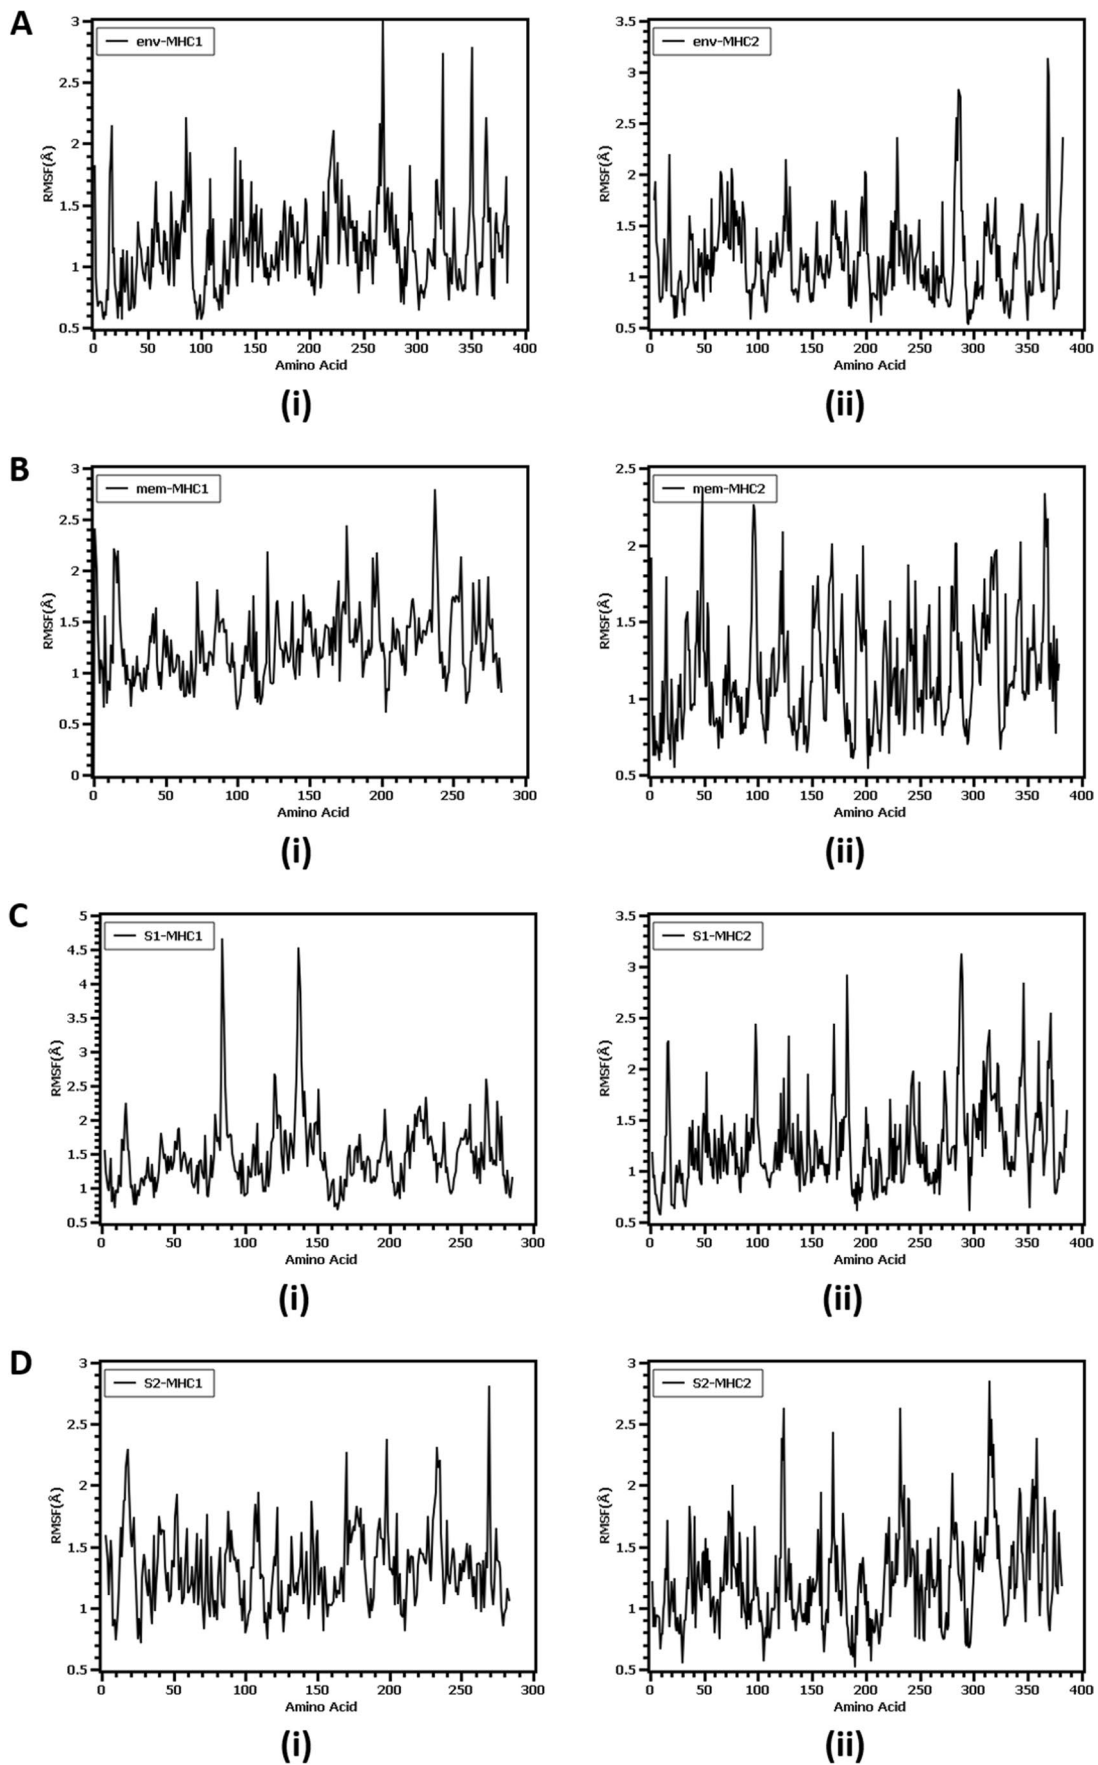 A
3
2.5
2
1.5
1
0.5
RMSF(Å)
env-MHC1
0 50 100 150 200 250 300 350 400
Amino Acid
(i)
3.5
3
2.5
2
1.5
1
0.5
RMSF(Å)
env-MHC2
0 50 100 150 200 250 300 350 400
Amino Acid
(ii)
B
3
2.5
2
1.5
1
0.5
0
RMSF(Å)
mem-MHC1
0 50 100 150 200 250 300
Amino Acid
(i)
2.5
2
1.5
1
0.5
RMSF(Å)
mem-MHC2
0 50 100 150 200 250 300 350 400
Amino Acid
(ii)
C
5
4.5
4
3.5
3
2.5
2
1.5
1
0.5
RMSF(Å)
S1-MHC1
0 50 100 150 200 250 300
Amino Acid
(i)
3.5
3
2.5
2
1.5
1
0.5
RMSF(Å)
S1-MHC2
0 50 100 150 200 250 300 350 400
Amino Acid
(ii)
D
3
2.5
2
1.5
1
0.5
RMSF(Å)
S2-MHC1
0 50 100 150 200 250 300
Amino Acid
(i)
3
2.5
2
1.5
1
0.5
RMSF(Å)
S2-MHC2
0 50 100 150 200 250 300 350 400
Amino Acid
(ii)